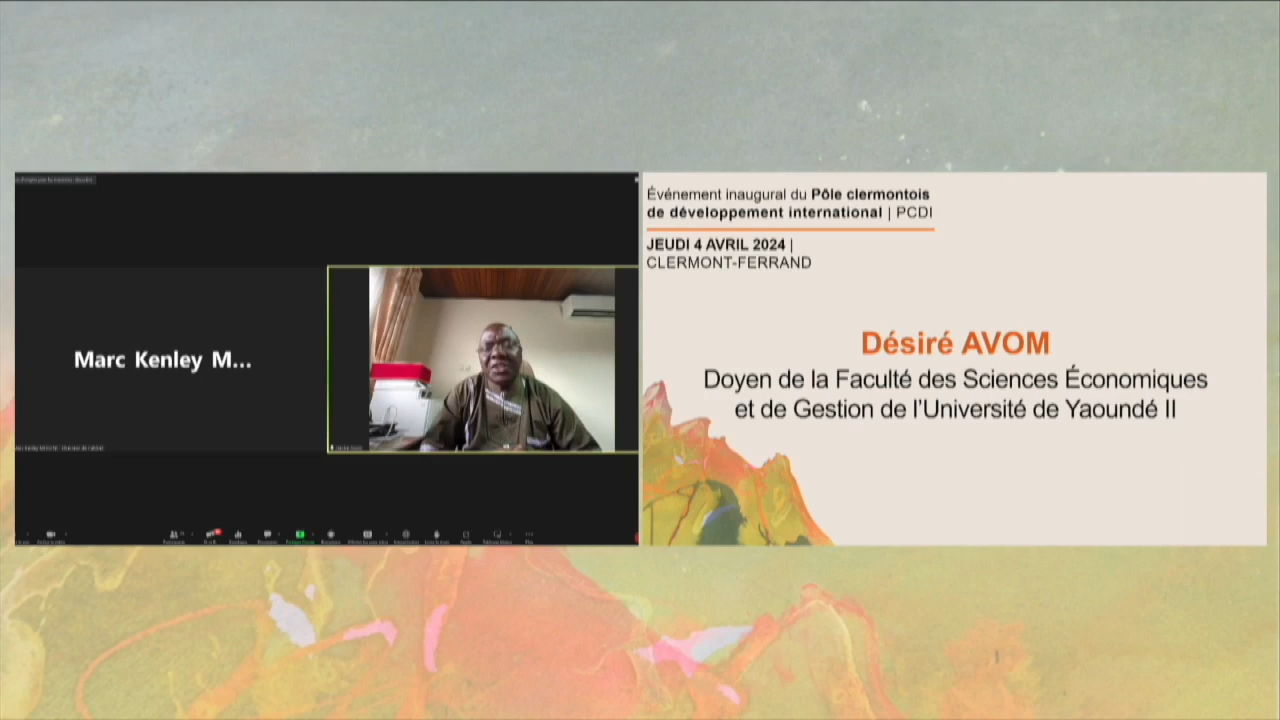 Marc Kenley M...
Événement inaugural du Pôle clermontois
de développement international | PCDI
JEUDI 4 AVRIL 2024 |
CLERMONT-FERRAND
Désiré AVOM
Doyen de la Faculté des Sciences Économiques
et de Gestion de l'Université de Yaoundé II